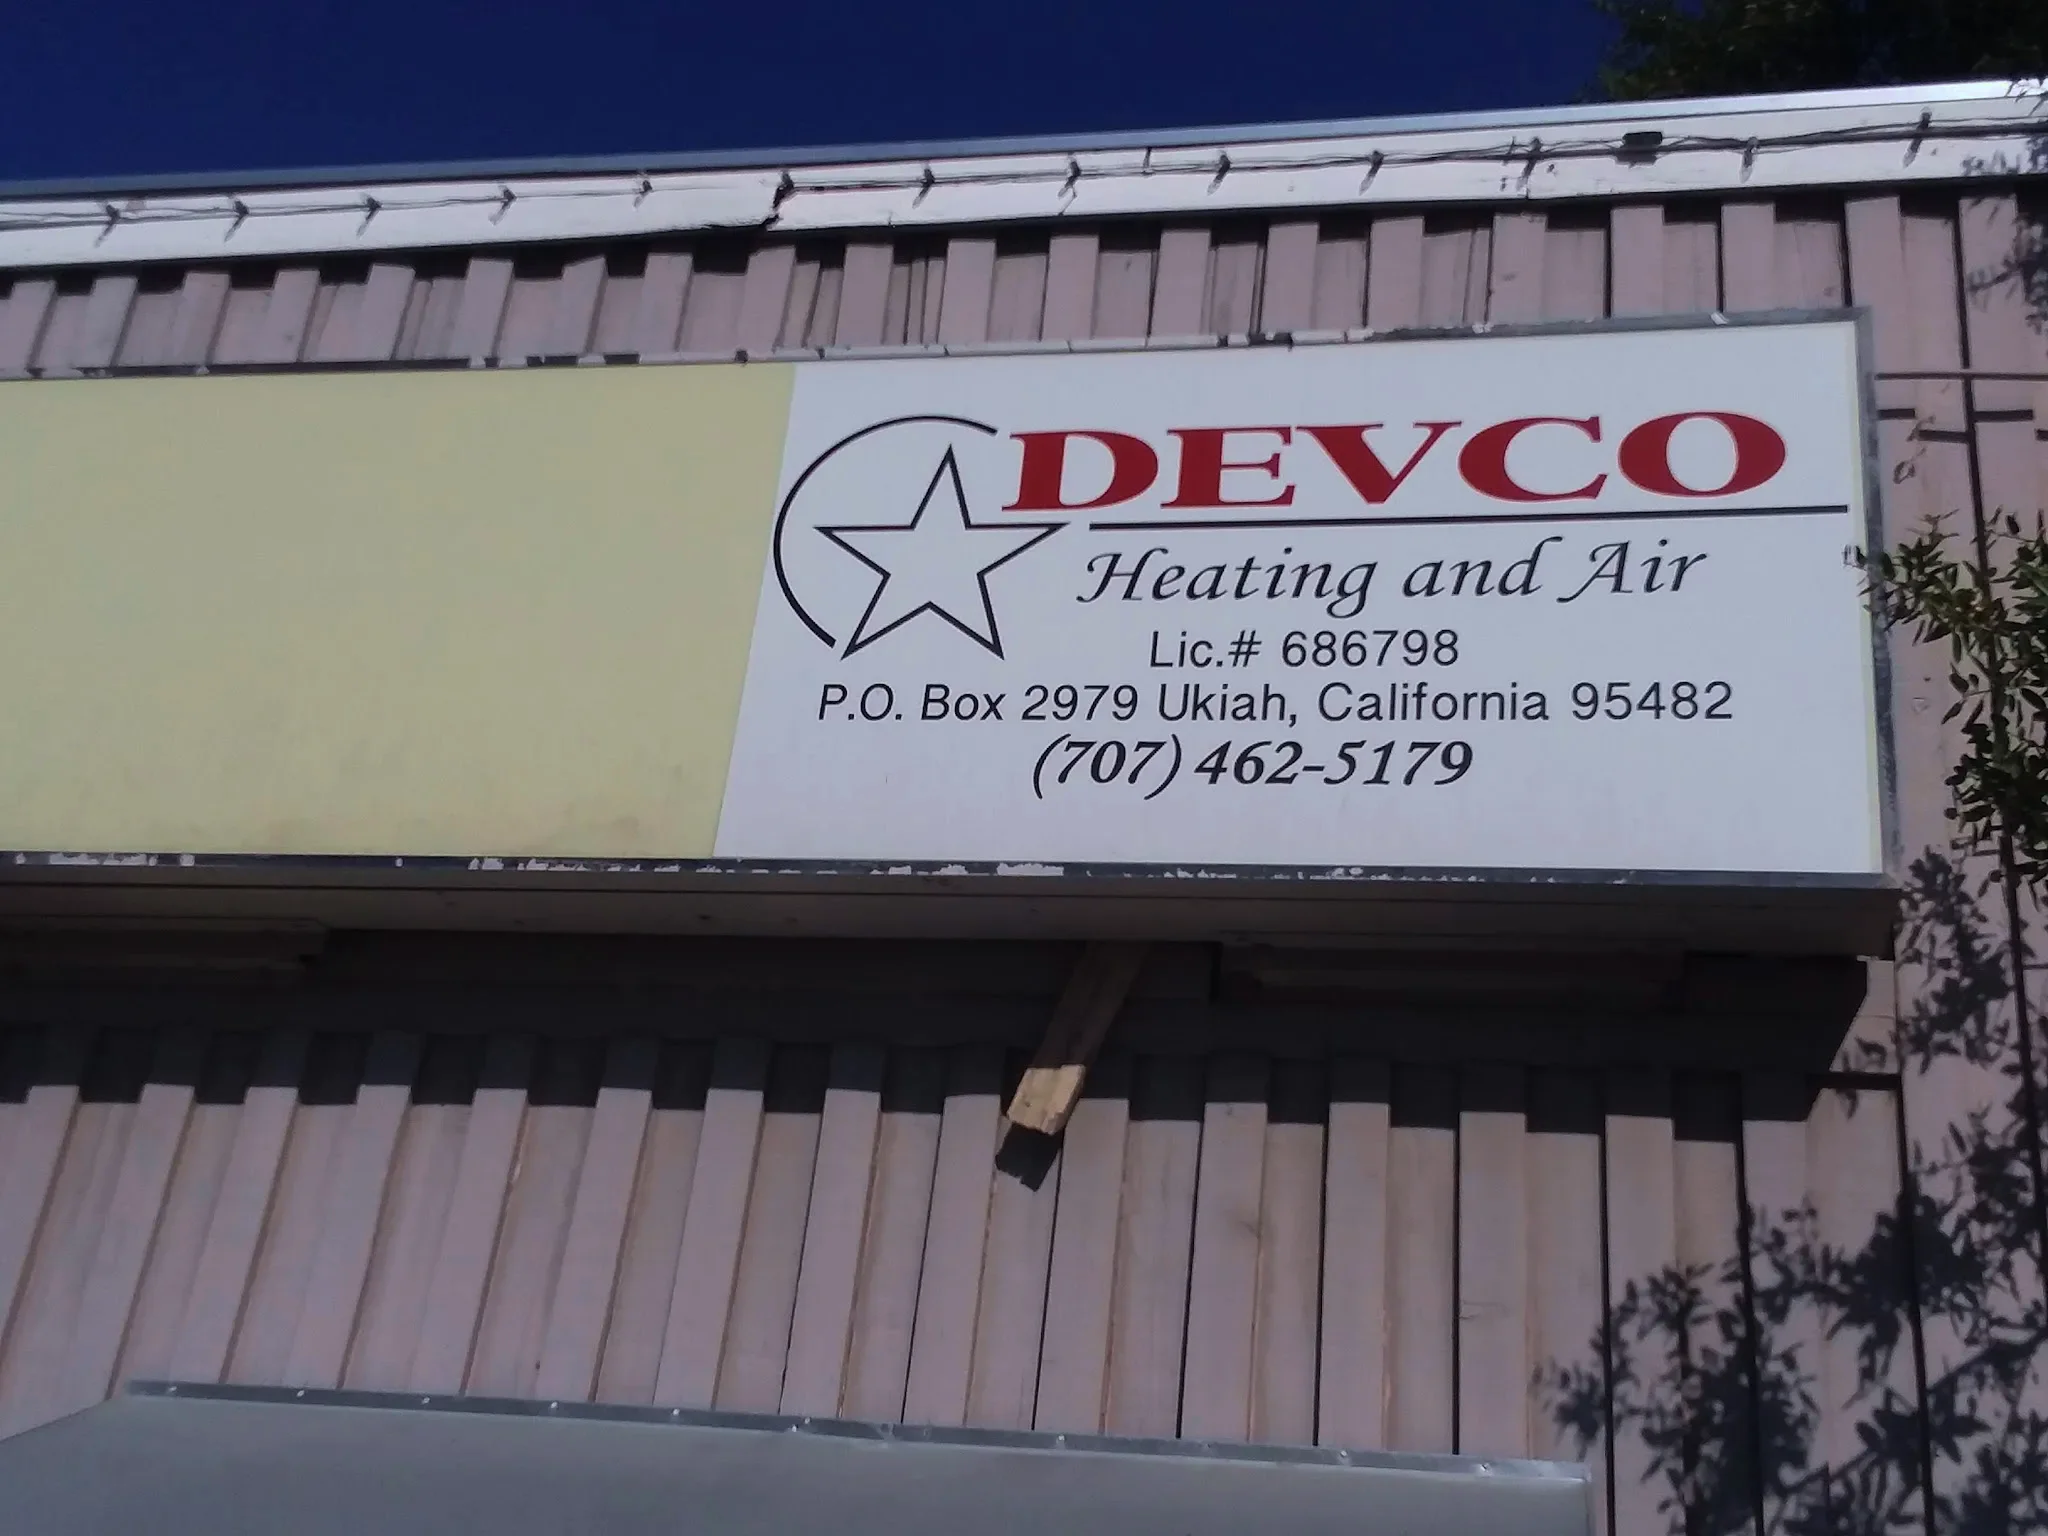 DEVCO
Heating and Air
Lic.# 686798
P.O. Box 2979 Ukiah, California 95482
(707) 462-5179